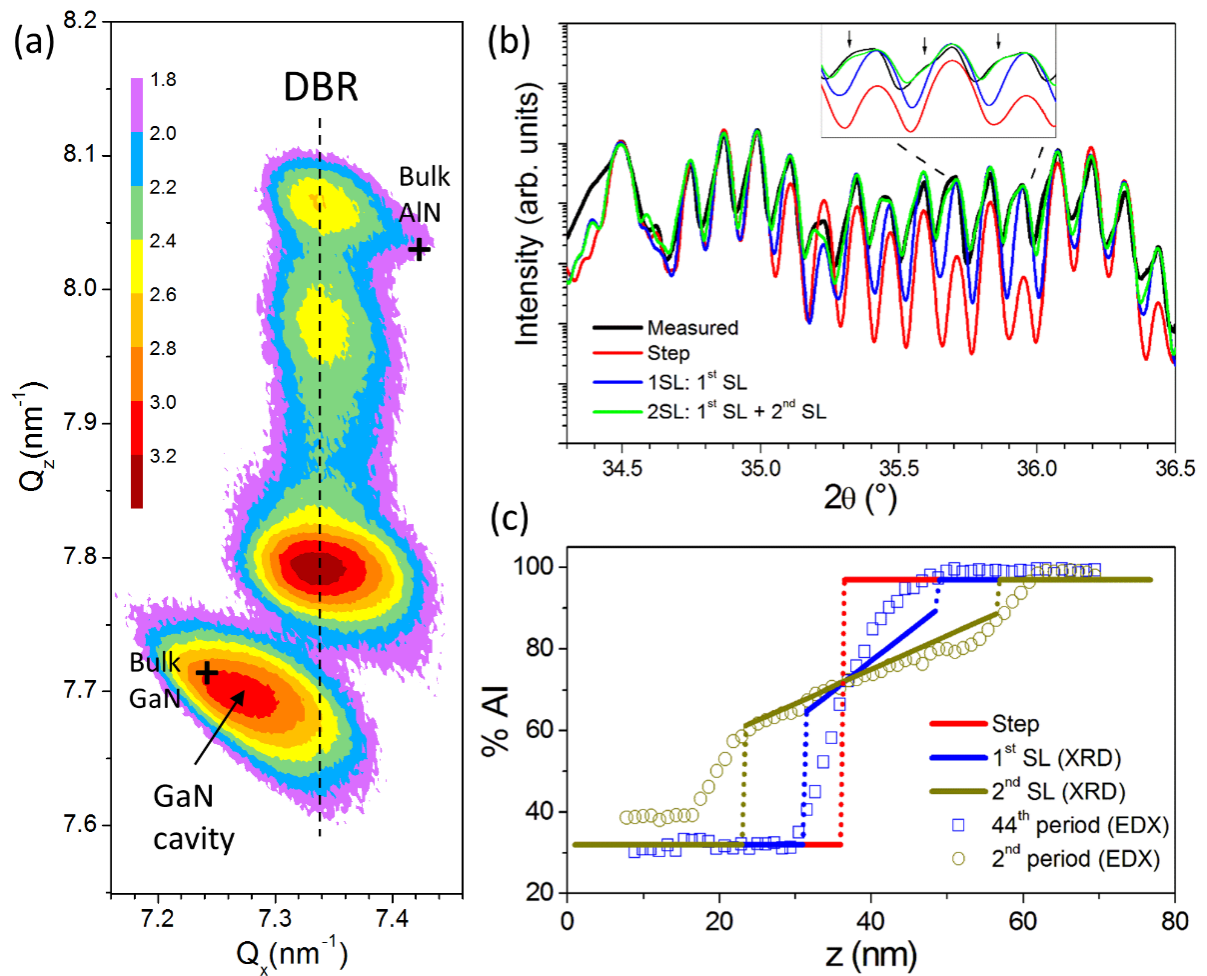 (a)
8.2
8.1
8.0
7.9
7.8
7.7
7.6
Q_z(nm⁻¹)
1.8
2.0
2.2
2.4
2.6
2.8
3.0
3.2
DBR
Bulk
AlN
Bulk
GaN
GaN
cavity
7.2
7.3
7.4
Q_x(nm⁻¹)
(b)
Intensity (arb. units)
Measured
Step
1SL: 1ˢᵗ SL
2SL: 1ˢᵗ SL + 2ⁿᵈ SL
34.5
35.0
35.5
36.0
36.5
2θ (°)
(c)
100
80
60
40
20
% Al
Step
1ˢᵗ SL (XRD)
2ⁿᵈ SL (XRD)
44ᵗʰ period (EDX)
2ⁿᵈ period (EDX)
0
20
40
60
80
z (nm)